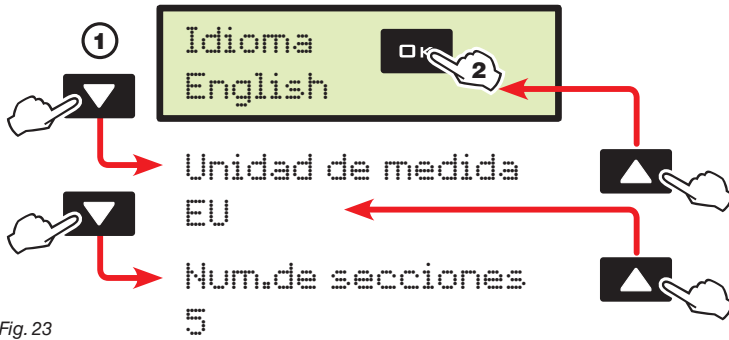 1
Idioma
OK
2
English
Unidad de medida
EU
Num.de secciones
5
Fig. 23